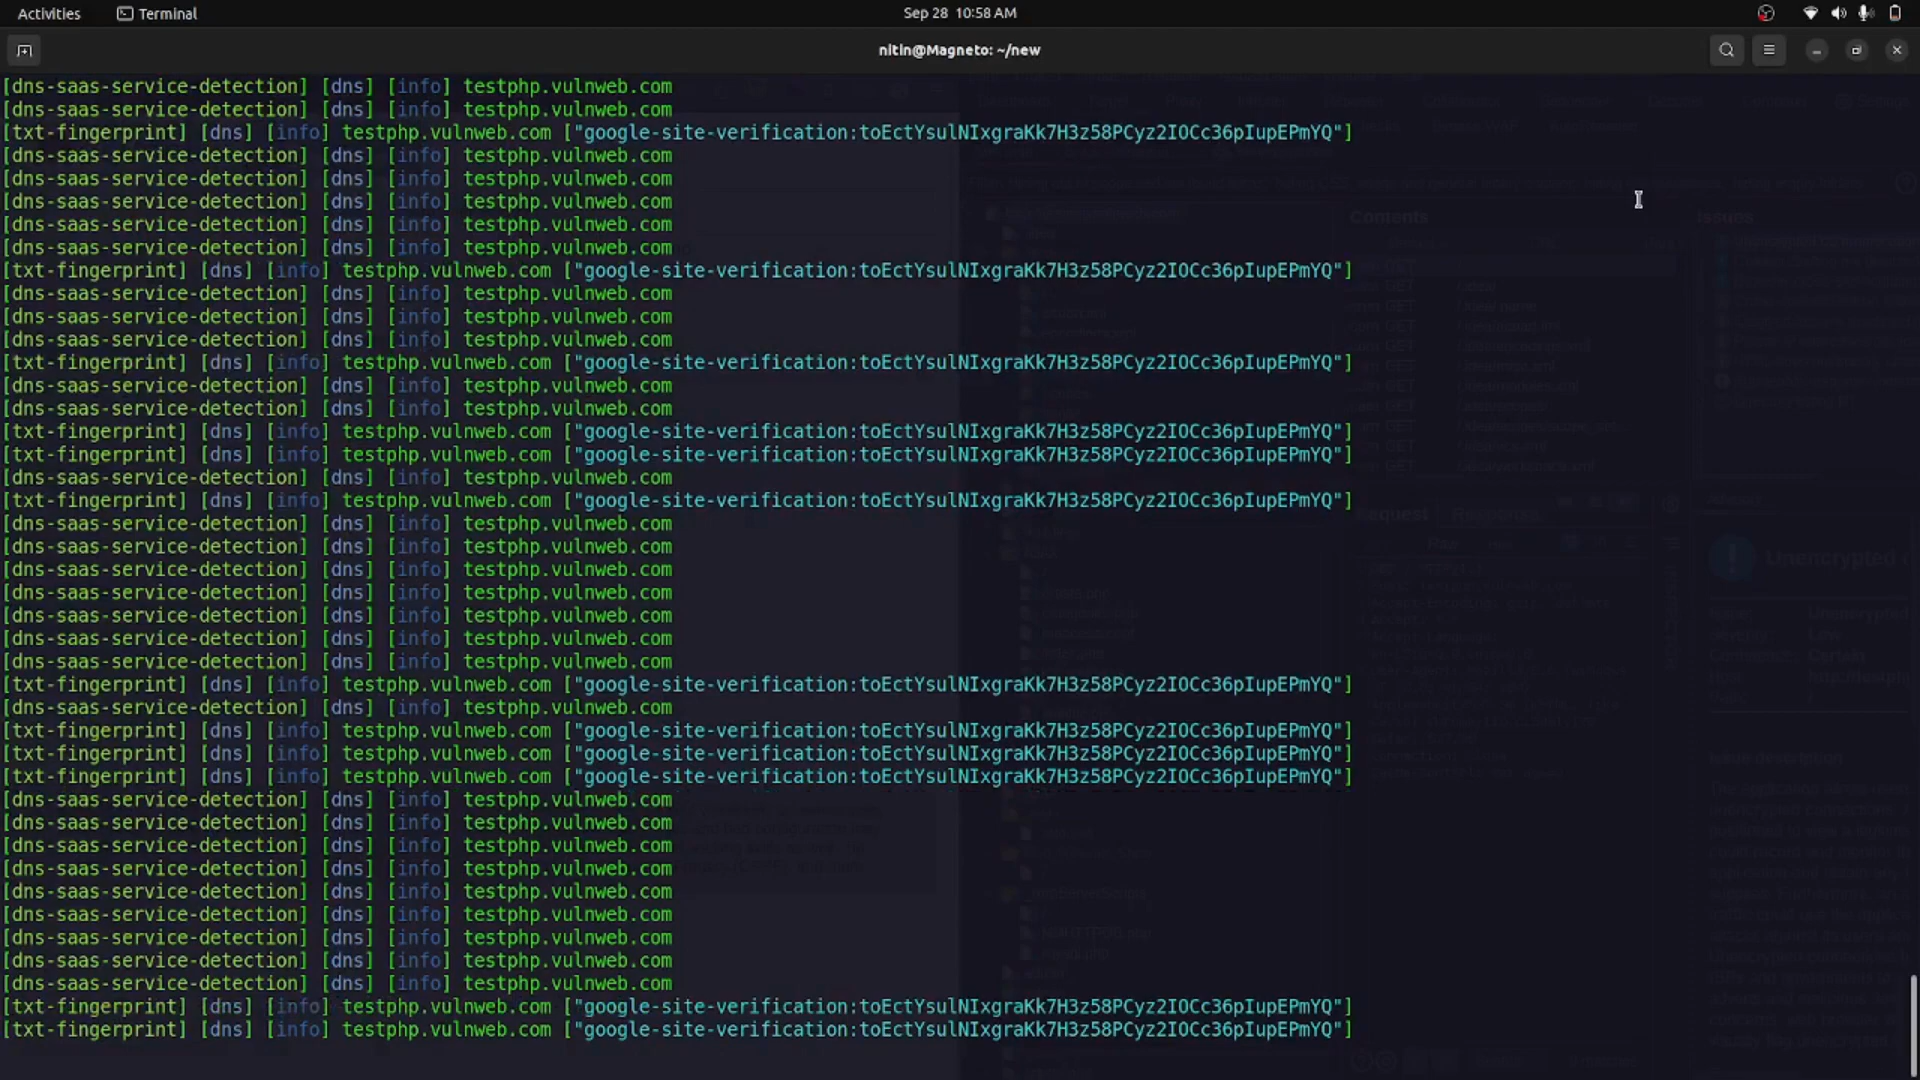 Activities Terminal Sep 28 10:58 AM
nitin@Magneto: ~/new
[dns-saas-service-detection] [dns] [info] testphp.vulnweb.com
[dns-saas-service-detection] [dns] [info] testphp.vulnweb.com
[txt-fingerprint] [dns] [info] testphp.vulnweb.com ["google-site-verification:toEctYsulNIxgraKk7H3z58PCyz2IOCc36pIupEPmYQ"]
[dns-saas-service-detection] [dns] [info] testphp.vulnweb.com
[dns-saas-service-detection] [dns] [info] testphp.vulnweb.com
[dns-saas-service-detection] [dns] [info] testphp.vulnweb.com
[dns-saas-service-detection] [dns] [info] testphp.vulnweb.com
[dns-saas-service-detection] [dns] [info] testphp.vulnweb.com
[txt-fingerprint] [dns] [info] testphp.vulnweb.com ["google-site-verification:toEctYsulNIxgraKk7H3z58PCyz2IOCc36pIupEPmYQ"]
[dns-saas-service-detection] [dns] [info] testphp.vulnweb.com
[dns-saas-service-detection] [dns] [info] testphp.vulnweb.com
[dns-saas-service-detection] [dns] [info] testphp.vulnweb.com
[txt-fingerprint] [dns] [info] testphp.vulnweb.com ["google-site-verification:toEctYsulNIxgraKk7H3z58PCyz2IOCc36pIupEPmYQ"]
[dns-saas-service-detection] [dns] [info] testphp.vulnweb.com
[dns-saas-service-detection] [dns] [info] testphp.vulnweb.com
[txt-fingerprint] [dns] [info] testphp.vulnweb.com ["google-site-verification:toEctYsulNIxgraKk7H3z58PCyz2IOCc36pIupEPmYQ"]
[txt-fingerprint] [dns] [info] testphp.vulnweb.com ["google-site-verification:toEctYsulNIxgraKk7H3z58PCyz2IOCc36pIupEPmYQ"]
[dns-saas-service-detection] [dns] [info] testphp.vulnweb.com
[txt-fingerprint] [dns] [info] testphp.vulnweb.com ["google-site-verification:toEctYsulNIxgraKk7H3z58PCyz2IOCc36pIupEPmYQ"]
[dns-saas-service-detection] [dns] [info] testphp.vulnweb.com
[dns-saas-service-detection] [dns] [info] testphp.vulnweb.com
[dns-saas-service-detection] [dns] [info] testphp.vulnweb.com
[dns-saas-service-detection] [dns] [info] testphp.vulnweb.com
[dns-saas-service-detection] [dns] [info] testphp.vulnweb.com
[dns-saas-service-detection] [dns] [info] testphp.vulnweb.com
[dns-saas-service-detection] [dns] [info] testphp.vulnweb.com
[txt-fingerprint] [dns] [info] testphp.vulnweb.com ["google-site-verification:toEctYsulNIxgraKk7H3z58PCyz2IOCc36pIupEPmYQ"]
[dns-saas-service-detection] [dns] [info] testphp.vulnweb.com
[txt-fingerprint] [dns] [info] testphp.vulnweb.com ["google-site-verification:toEctYsulNIxgraKk7H3z58PCyz2IOCc36pIupEPmYQ"]
[txt-fingerprint] [dns] [info] testphp.vulnweb.com ["google-site-verification:toEctYsulNIxgraKk7H3z58PCyz2IOCc36pIupEPmYQ"]
[txt-fingerprint] [dns] [info] testphp.vulnweb.com ["google-site-verification:toEctYsulNIxgraKk7H3z58PCyz2IOCc36pIupEPmYQ"]
[dns-saas-service-detection] [dns] [info] testphp.vulnweb.com
[dns-saas-service-detection] [dns] [info] testphp.vulnweb.com
[dns-saas-service-detection] [dns] [info] testphp.vulnweb.com
[dns-saas-service-detection] [dns] [info] testphp.vulnweb.com
[dns-saas-service-detection] [dns] [info] testphp.vulnweb.com
[dns-saas-service-detection] [dns] [info] testphp.vulnweb.com
[dns-saas-service-detection] [dns] [info] testphp.vulnweb.com
[dns-saas-service-detection] [dns] [info] testphp.vulnweb.com
[dns-saas-service-detection] [dns] [info] testphp.vulnweb.com
[txt-fingerprint] [dns] [info] testphp.vulnweb.com ["google-site-verification:toEctYsulNIxgraKk7H3z58PCyz2IOCc36pIupEPmYQ"]
[txt-fingerprint] [dns] [info] testphp.vulnweb.com ["google-site-verification:toEctYsulNIxgraKk7H3z58PCyz2IOCc36pIupEPmYQ"]
Contents
Issues
Request Response
Unencrypted